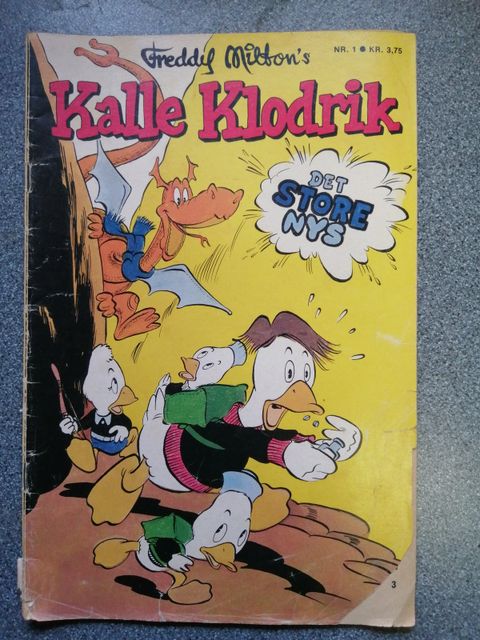 Freddy Milton's
NR. 1 ● KR. 3,75
Kalle Klodrik
DET
STORE
NYS
3